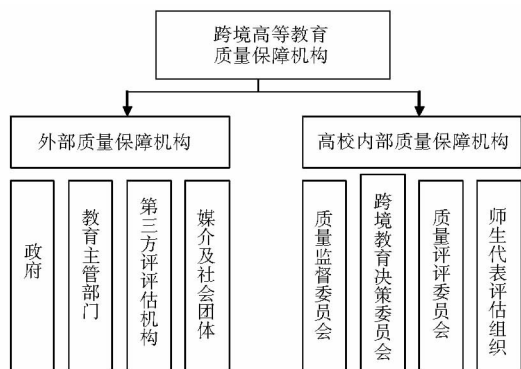 跨境高等教育
质量保障机构
外部质量保障机构
高校内部质量保障机构
政府
教育主管部门
第三方评评估机构
媒介及社会团体
质量监督委员会
跨境教育决策委员会
质量评评委员会
师生代表评估组织